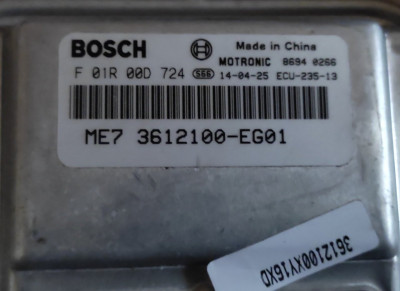 BOSCH Made in China
MOTRONIC 8694 0266
F 01R 00D 724 SGG 14-04-25 ECU-235-13
ME7 3612100-EG01
3612100XY16XD